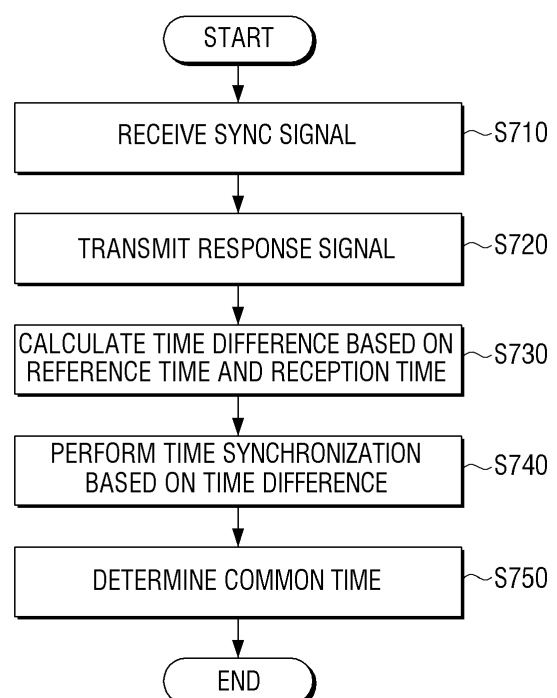 START
RECEIVE SYNC SIGNAL
S710
TRANSMIT RESPONSE SIGNAL
S720
CALCULATE TIME DIFFERENCE BASED ON
REFERENCE TIME AND RECEPTION TIME
S730
PERFORM TIME SYNCHRONIZATION
BASED ON TIME DIFFERENCE
S740
DETERMINE COMMON TIME
S750
END